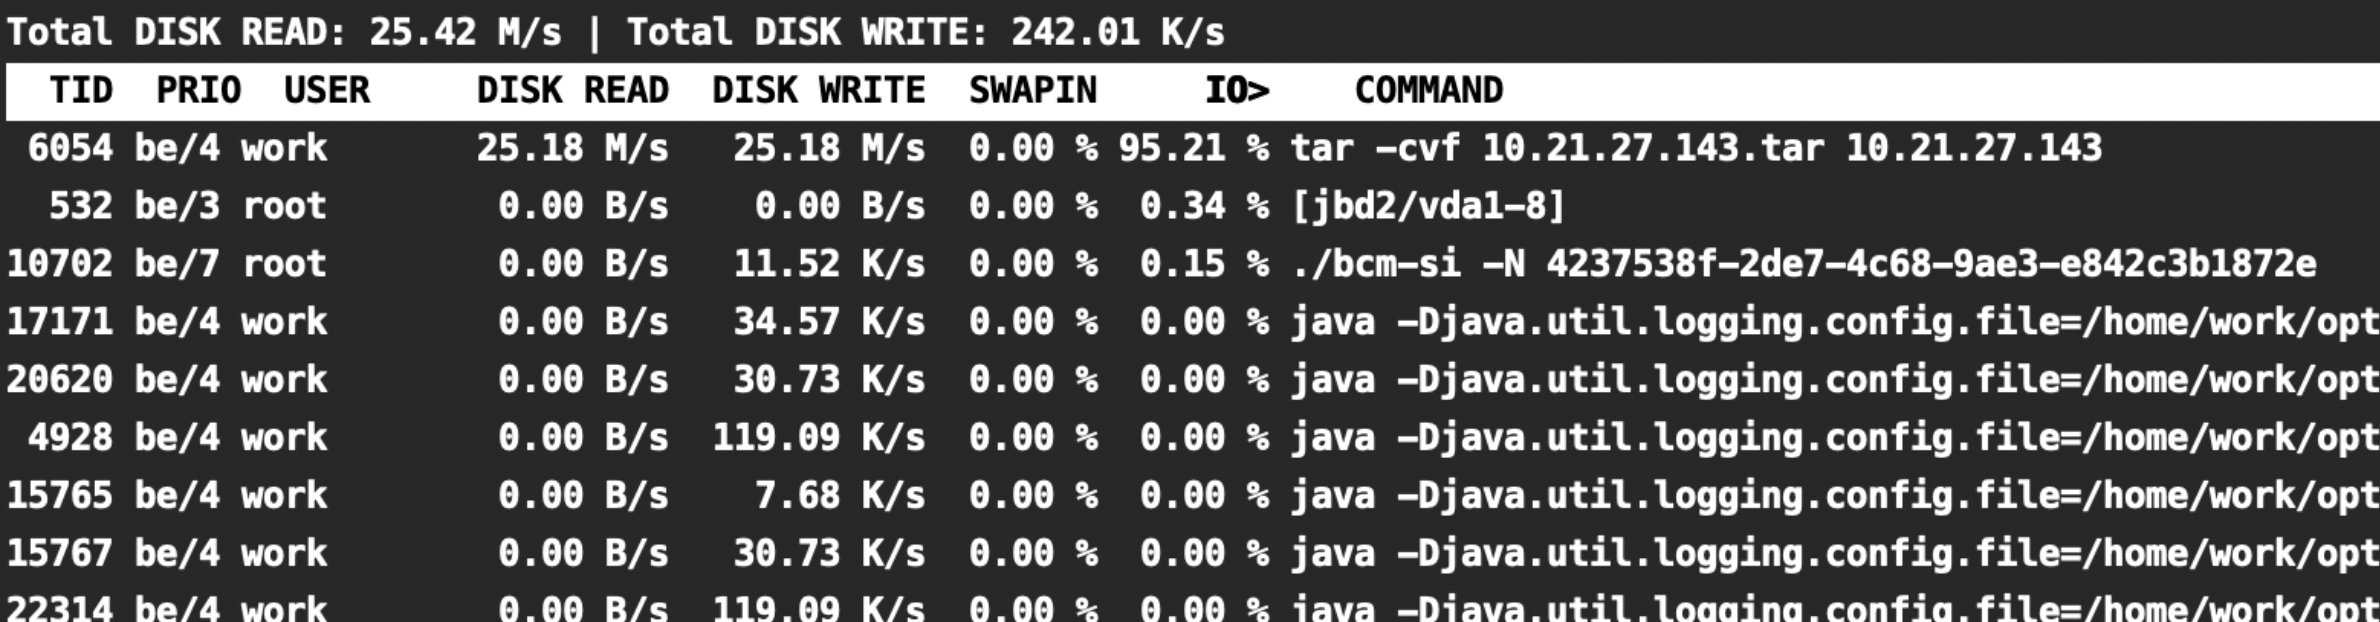 Total DISK READ: 25.42 M/s | Total DISK WRITE: 242.01 K/s
TID PRIO USER DISK READ DISK WRITE SWAPIN IO> COMMAND
6054 be/4 work 25.18 M/s 25.18 M/s 0.00 % 95.21 % tar -cvf 10.21.27.143.tar 10.21.27.143
532 be/3 root 0.00 B/s 0.00 B/s 0.00 % 0.34 % [jbd2/vda1-8]
10702 be/7 root 0.00 B/s 11.52 K/s 0.00 % 0.15 % ./bcm-si -N 4237538f-2de7-4c68-9ae3-e842c3b1872e
17171 be/4 work 0.00 B/s 34.57 K/s 0.00 % 0.00 % java -Djava.util.logging.config.file=/home/work/opt
20620 be/4 work 0.00 B/s 30.73 K/s 0.00 % 0.00 % java -Djava.util.logging.config.file=/home/work/opt
4928 be/4 work 0.00 B/s 119.09 K/s 0.00 % 0.00 % java -Djava.util.logging.config.file=/home/work/opt
15765 be/4 work 0.00 B/s 7.68 K/s 0.00 % 0.00 % java -Djava.util.logging.config.file=/home/work/opt
15767 be/4 work 0.00 B/s 30.73 K/s 0.00 % 0.00 % java -Djava.util.logging.config.file=/home/work/opt
22314 be/4 work 0.00 B/s 119.09 K/s 0.00 % 0.00 % java -Djava.util.logging.config.file=/home/work/opt